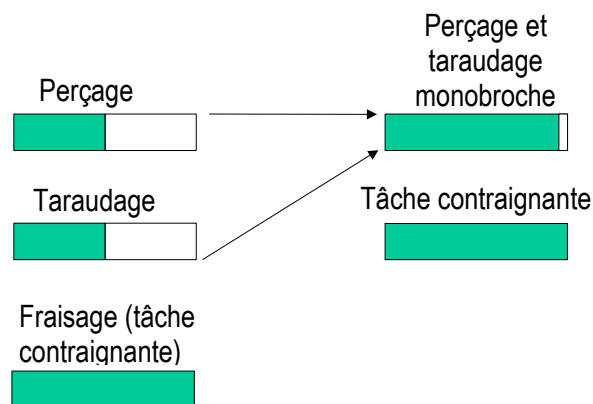 Perçage
Taraudage
Fraisage (tâche
contraignante)
Perçage et
taraudage
monobroche
Tâche contraignante